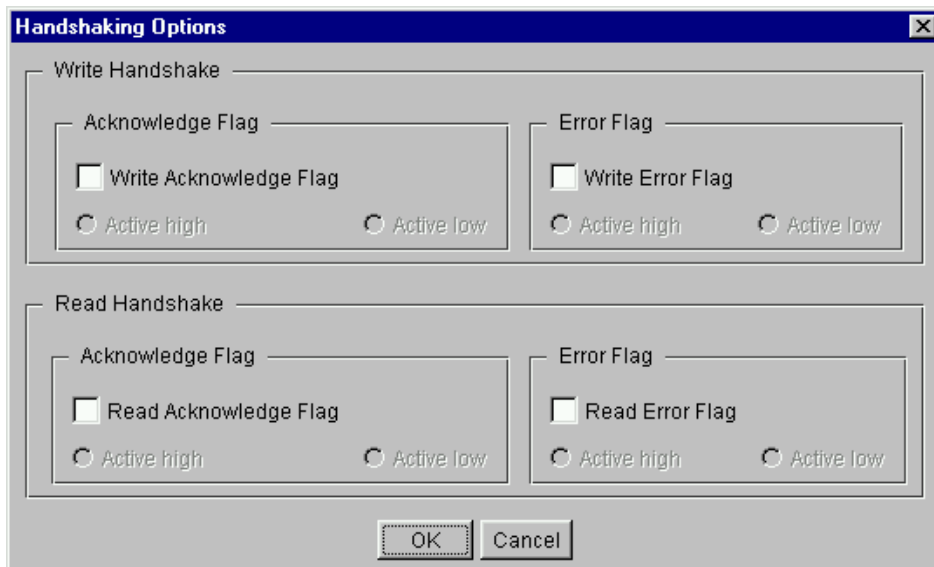 Handshaking Options
Write Handshake
Acknowledge Flag
Error Flag
Write Acknowledge Flag
Write Error Flag
Active high
Active low
Active high
Active low
Read Handshake
Acknowledge Flag
Error Flag
Read Acknowledge Flag
Read Error Flag
Active high
Active low
Active high
Active low
OK
Cancel